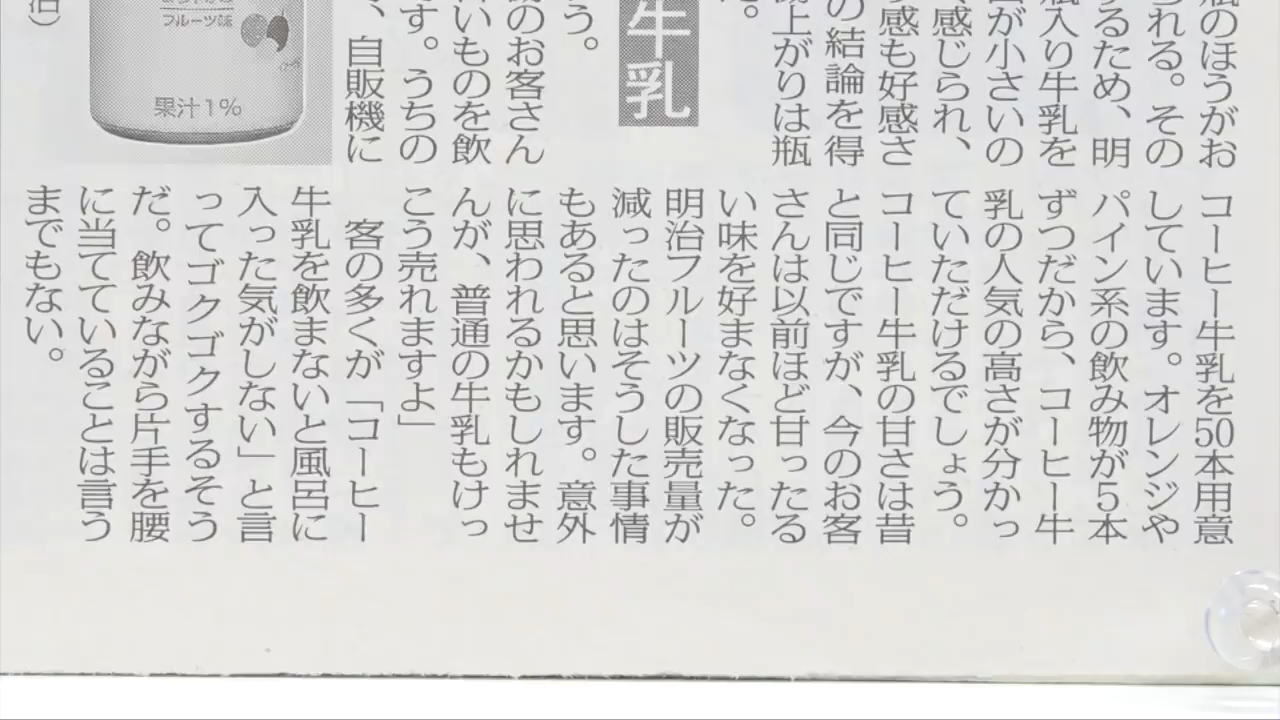 瓶のほうがお
られる。その
るため、明
瓶入り牛乳を
が小さいの
感じられ、
感も好感さ
の結論を得
上がりは瓶
た。
牛乳
う。
のお客さん
いものを飲
す。うちの
、自販機に
フルーツ味
果汁1%
コーヒー牛乳を50本用意
しています。オレンジや
パイン系の飲み物が5本
ずつだから、コーヒー牛
乳の人気の高さが分かっ
ていただけるでしょう。
コーヒー牛乳の甘さは昔
と同じですが、今のお客
さんは以前ほど甘ったる
い味を好まなくなった。
明治フルーツの販売量が
減ったのはそうした事情
もあると思います。意外
に思われるかもしれませ
んが、普通の牛乳もけっ
こう売れますよ」
客の多くが「コーヒー
牛乳を飲まないと風呂に
入った気がしない」と言
ってゴクゴクするそう
だ。飲みながら片手を腰
に当てていることは言う
までもない。